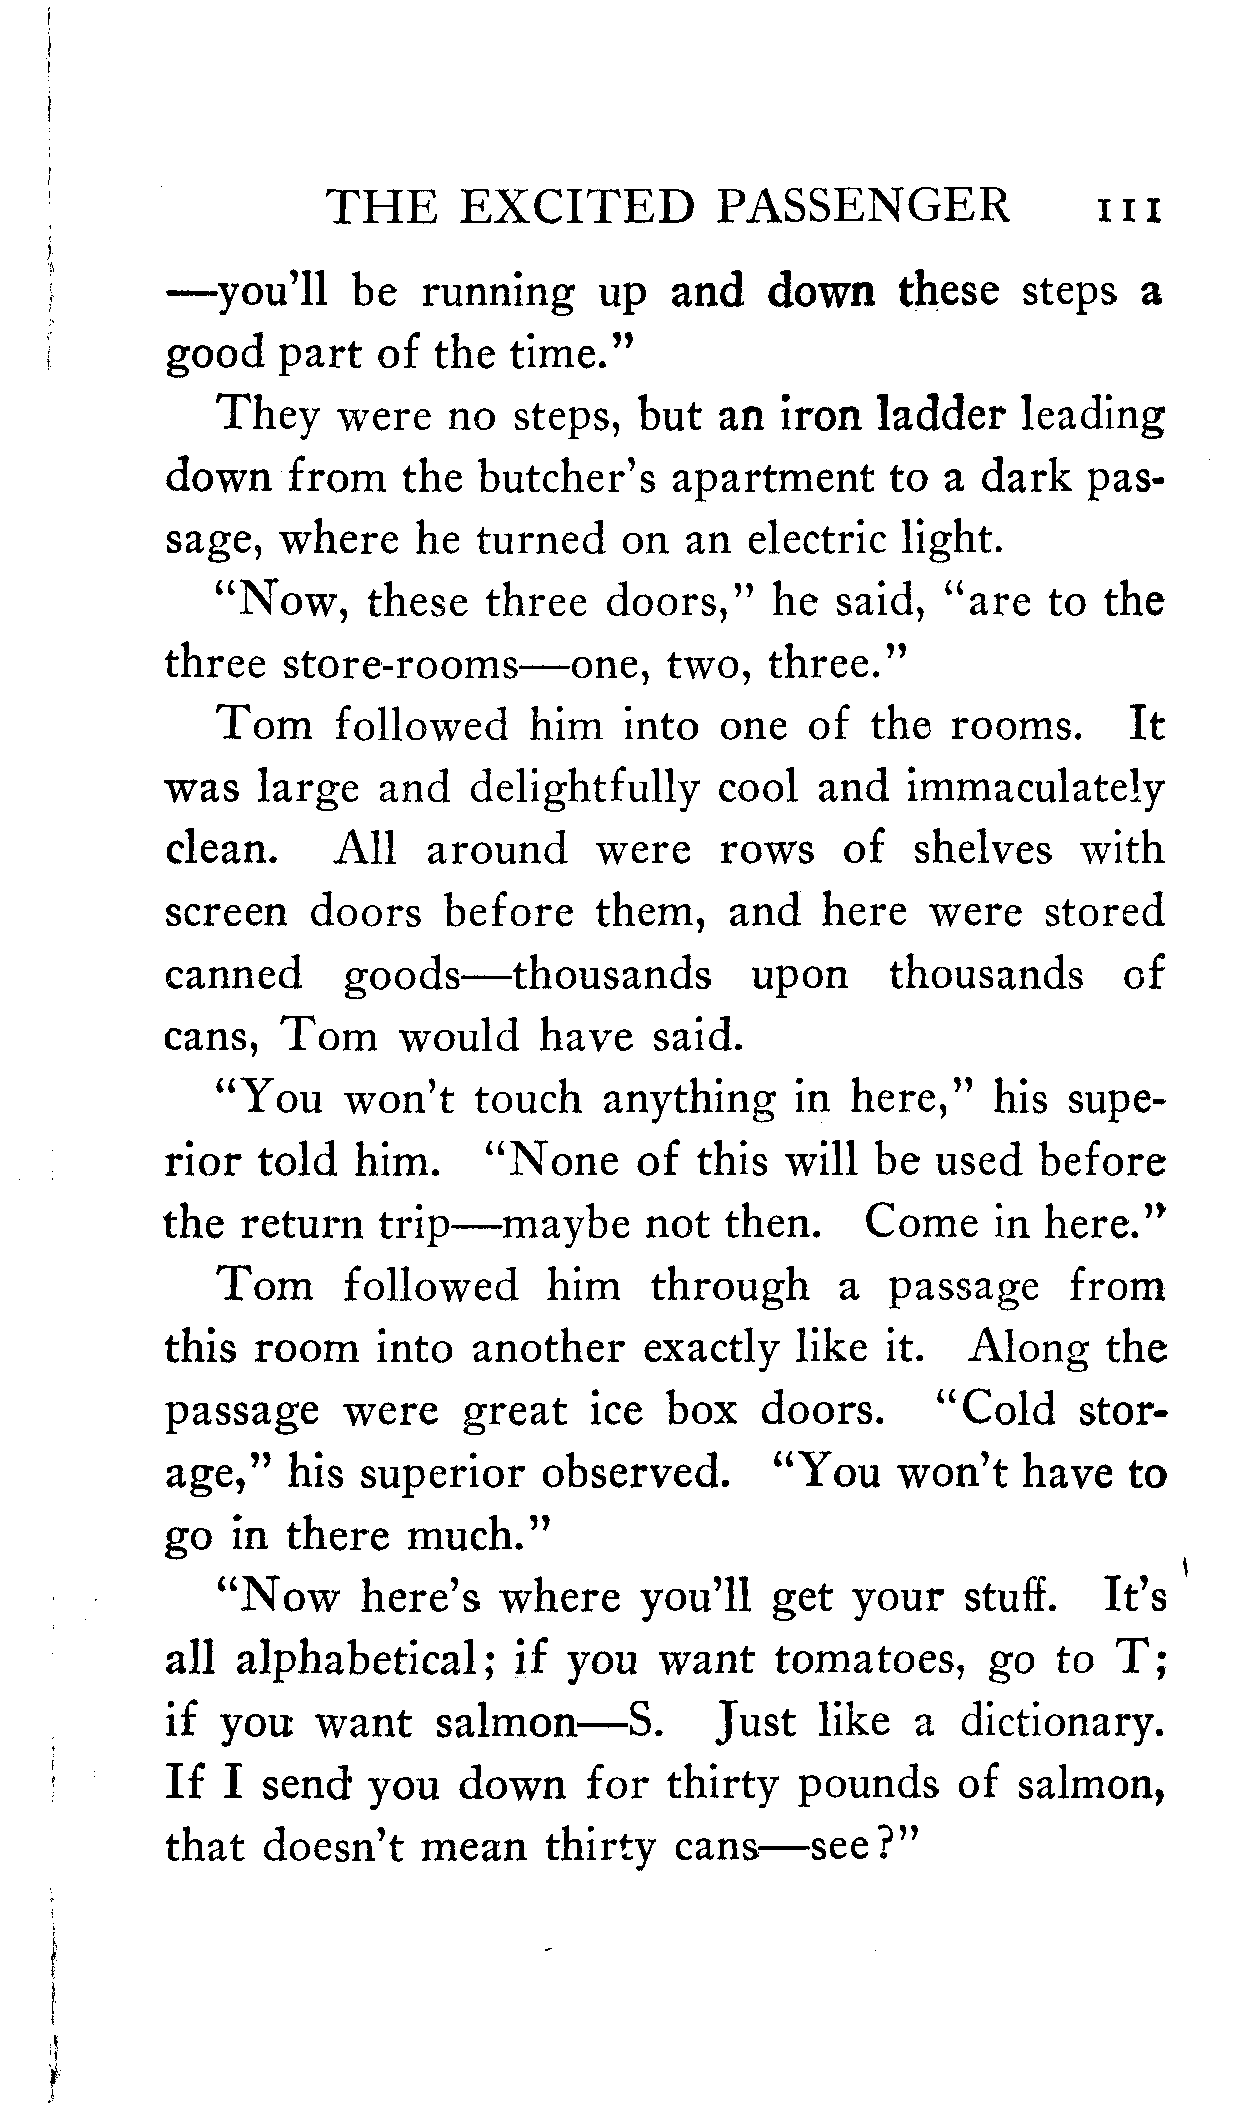 THE EXCITED PASSENGER 111
—you'll be running up and down these steps a
good part of the time."
They were no steps, but an iron ladder leading
down from the butcher's apartment to a dark pas-
sage, where he turned on an electric light.
"Now, these three doors," he said, "are to the
three store-rooms—one, two, three."
Tom followed him into one of the rooms. It
was large and delightfully cool and immaculately
clean. All around were rows of shelves with
screen doors before them, and here were stored
canned goods—thousands upon thousands of
cans, Tom would have said.
"You won't touch anything in here," his supe-
rior told him. "None of this will be used before
the return trip—maybe not then. Come in here."
Tom followed him through a passage from
this room into another exactly like it. Along the
passage were great ice box doors. "Cold stor-
age," his superior observed. "You won't have to
go in there much."
"Now here's where you'll get your stuff. It's
all alphabetical; if you want tomatoes, go to T;
if you want salmon—S. Just like a dictionary.
If I send you down for thirty pounds of salmon,
that doesn't mean thirty cans—see?"